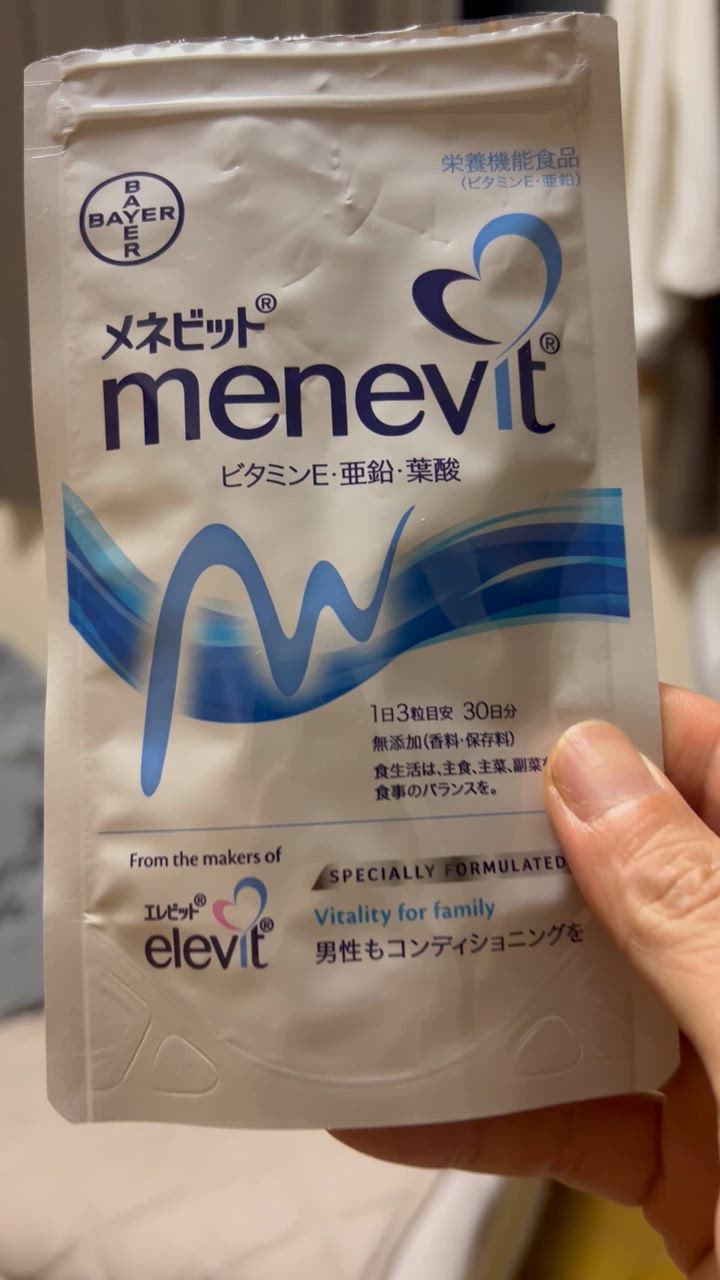 栄養機能食品
(ビタミンE・亜鉛)
BAYER
BAYER
メネビット®
menevit®
ビタミンE・亜鉛・葉酸
1日3粒目安 30日分
無添加(香料・保存料)
食生活は、主食、主菜、副菜
食事のバランスを。
From the makers of
エレビット®
elevit®
SPECIALLY FORMULATED
Vitality for family
男性もコンディショニングを